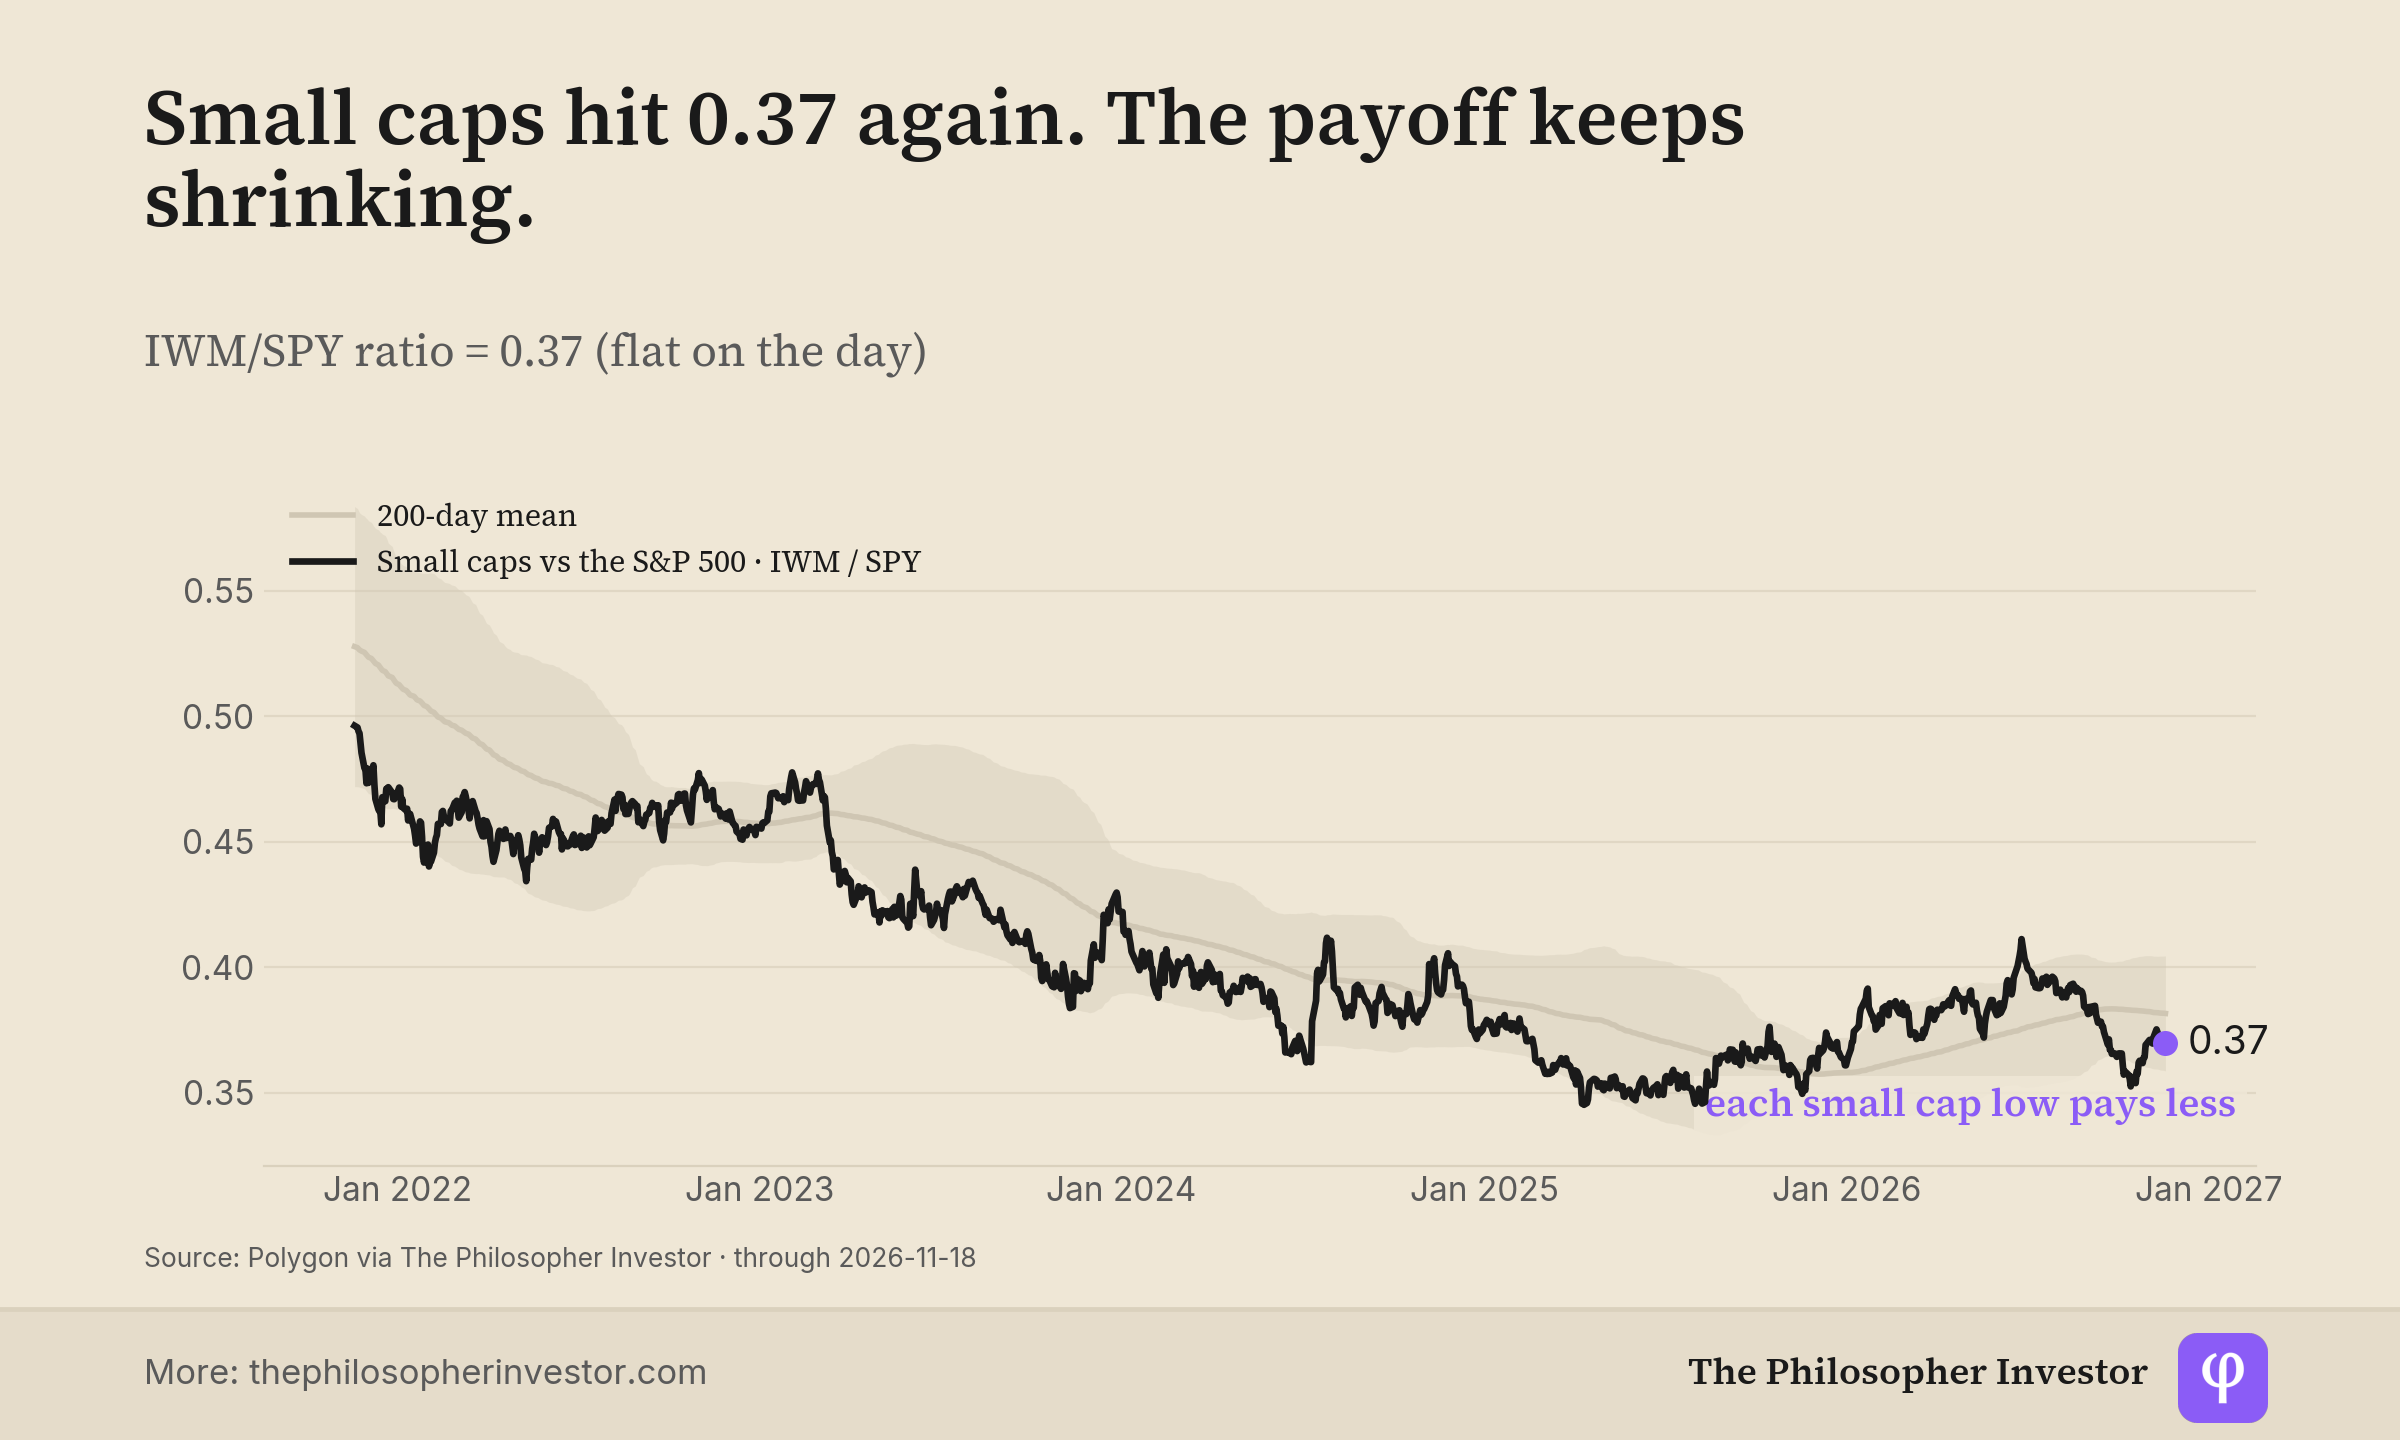 Small caps hit 0.37 again. The payoff keeps
shrinking.
IWM/SPY ratio = 0.37 (flat on the day)
200-day mean
Small caps vs the S&P 500 · IWM / SPY
0.55
0.50
0.45
0.40
0.35
0.37
each small cap low pays less
Jan 2022
Jan 2023
Jan 2024
Jan 2025
Jan 2026
Jan 2027
Source: Polygon via The Philosopher Investor · through 2026-11-18
More: thephilosopherinvestor.com
The Philosopher Investor
φ